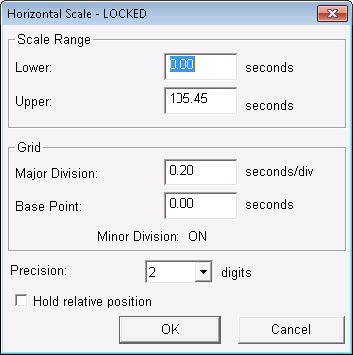 Horizontal Scale - LOCKED
Scale Range
Lower: 0.00 seconds
Upper: 105.45 seconds
Grid
Major Division: 0.20 seconds/div
Base Point: 0.00 seconds
Minor Division: ON
Precision: 2 digits
Hold relative position
OK Cancel